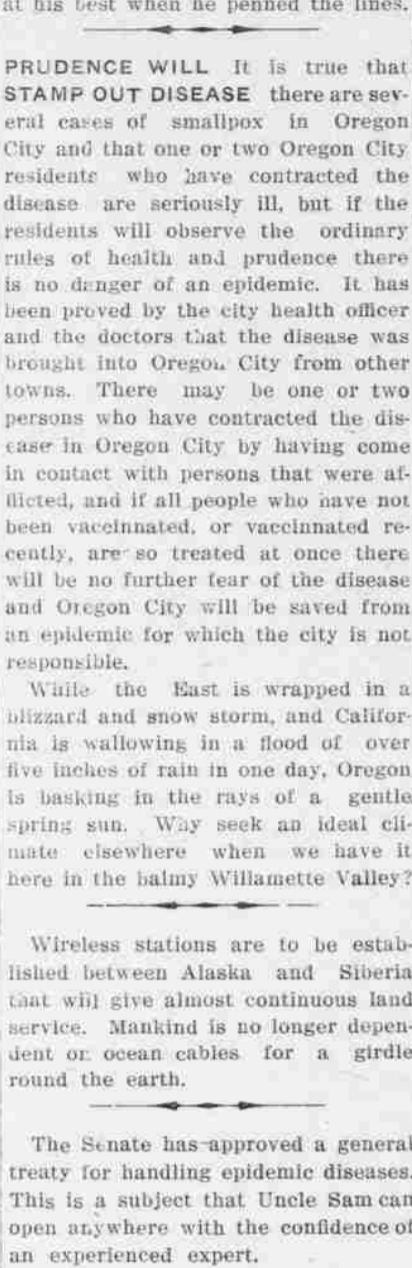 at his best when he penned the lines.
PRUDENCE WILL It is true that
STAMP OUT DISEASE there are sev-
eral cases of smallpox in Oregon
City and that one or two Oregon City
residents who have contracted the
disease are seriously ill, but if the
residents will observe the ordinary
rules of health and prudence there
is no danger of an epidemic. It has
been proved by the city health officer
and the doctors that the disease was
brought into Oregon City from other
towns. There may be one or two
persons who have contracted the dis-
ease in Oregon City by having come
in contact with persons that were af-
flicted, and if all people who have not
been vaccinnated, or vaccinnated re-
cently, are so treated at once there
will be no further fear of the disease
and Oregon City will be saved from
an epidemic for which the city is not
responsible.
While the East is wrapped in a
blizzard and snow storm, and Califor-
nia is wallowing in a flood of over
five inches of rain in one day, Oregon
is basking in the rays of a gentle
spring sun. Way seek an ideal cli-
mate elsewhere when we have it
here in the balmy Willamette Valley?
Wireless stations are to be estab-
lished between Alaska and Siberia
that will give almost continuous land
service. Mankind is no longer depen-
dent on ocean cables for a girdle
round the earth.
The Senate has approved a general
treaty for handling epidemic diseases.
This is a subject that Uncle Sam can
open anywhere with the confidence of
an experienced expert.